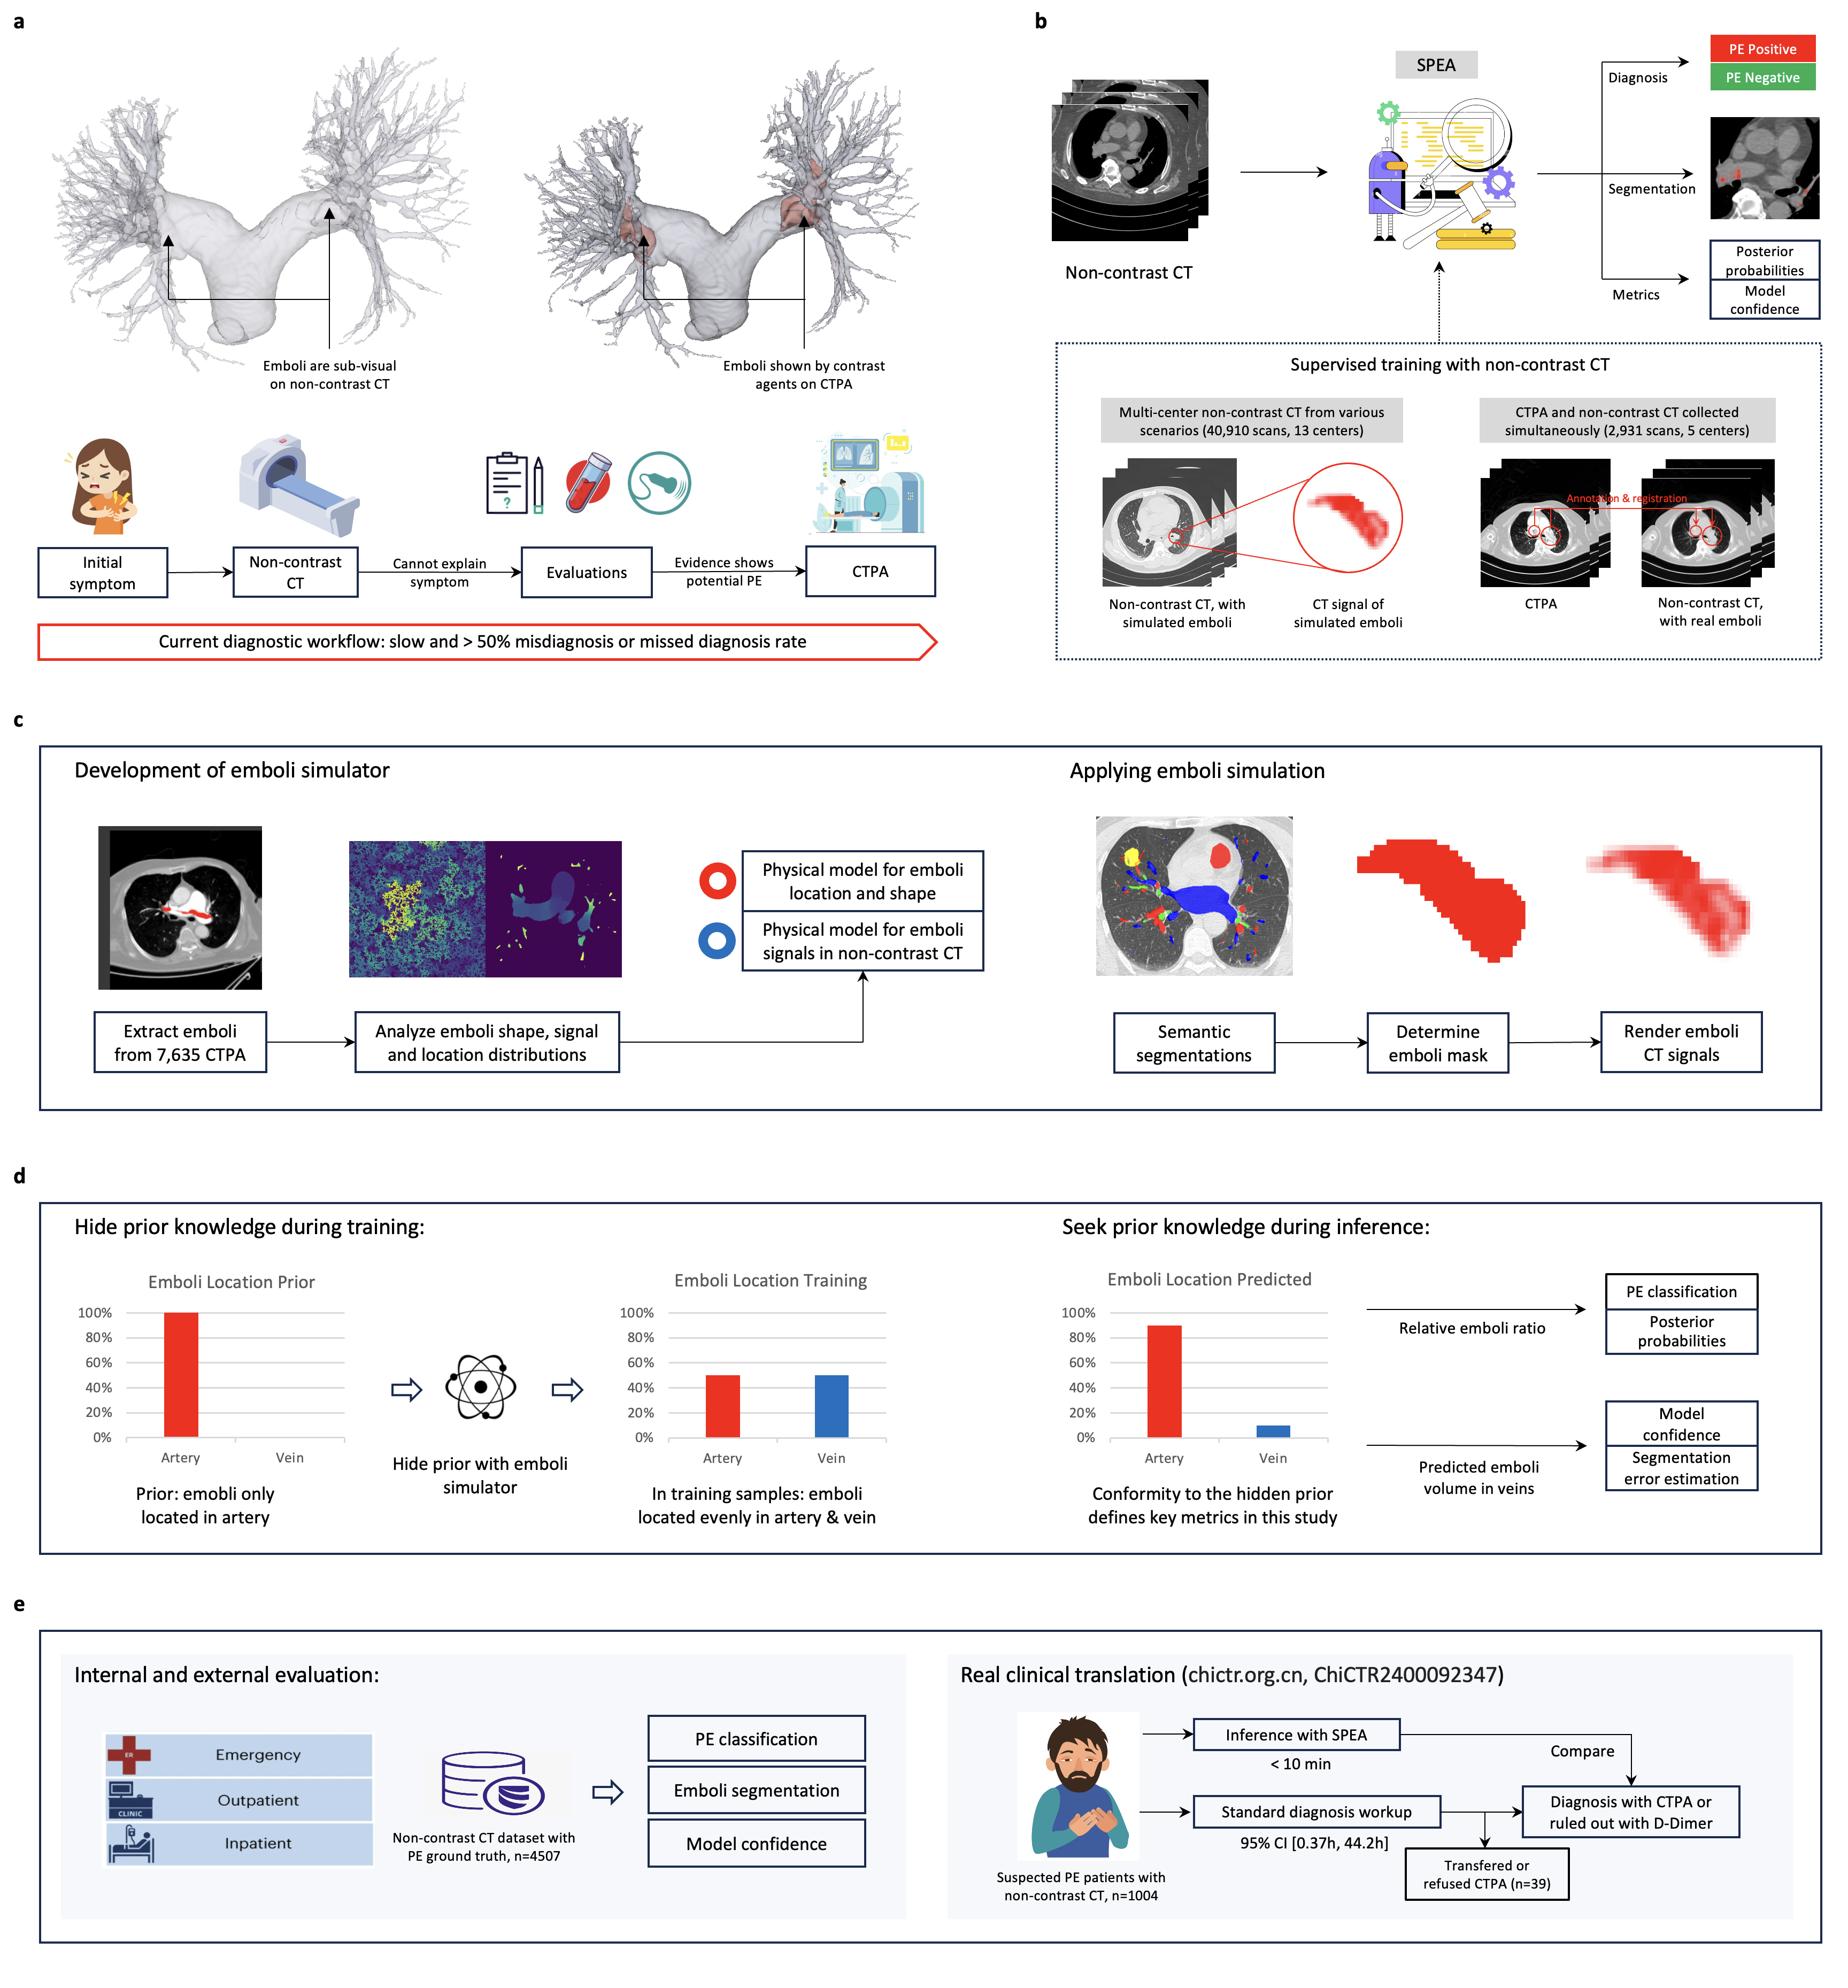 a
Emboli are sub-visual
on non-contrast CT
Emboli shown by contrast
agents on CTPA
?
Initial
symptom
Non-contrast
CT
Cannot explain
symptom
Evaluations
Evidence shows
potential PE
CTPA
Current diagnostic workflow: slow and > 50% misdiagnosis or missed diagnosis rate
b
Non-contrast CT
SPEA
Diagnosis
PE Positive
PE Negative
Segmentation
Metrics
Posterior
probabilities
Model
confidence
Supervised training with non-contrast CT
Multi-center non-contrast CT from various
scenarios (40,910 scans, 13 centers)
CTPA and non-contrast CT collected
simultaneously (2,931 scans, 5 centers)
Annotation & registration
Non-contrast CT, with
simulated emboli
CT signal of
simulated emboli
CTPA
Non-contrast CT,
with real emboli
c
Development of emboli simulator
Physical model for emboli
location and shape
Physical model for emboli
signals in non-contrast CT
Extract emboli
from 7,635 CTPA
Analyze emboli shape, signal
and location distributions
Applying emboli simulation
Semantic
segmentations
Determine
emboli mask
Render emboli
CT signals
d
Hide prior knowledge during training:
Emboli Location Prior
100%
80%
60%
40%
20%
0%
Artery
Vein
Prior: emobli only
located in artery
Hide prior with emboli
simulator
Emboli Location Training
100%
80%
60%
40%
20%
0%
Artery
Vein
In training samples: emboli
located evenly in artery & vein
Seek prior knowledge during inference:
Emboli Location Predicted
100%
80%
60%
40%
20%
0%
Artery
Vein
Conformity to the hidden prior
defines key metrics in this study
Relative emboli ratio
PE classification
Posterior
probabilities
Predicted emboli
volume in veins
Model
confidence
Segmentation
error estimation
e
Internal and external evaluation:
ER
Emergency
CLINIC
Outpatient
Inpatient
Non-contrast CT dataset with
PE ground truth, n=4507
PE classification
Emboli segmentation
Model confidence
Real clinical translation (chictr.org.cn, ChiCTR2400092347)
Suspected PE patients with
non-contrast CT, n=1004
Inference with SPEA
< 10 min
Compare
Standard diagnosis workup
95% CI [0.37h, 44.2h]
Diagnosis with CTPA or
ruled out with D-Dimer
Transfered or
refused CTPA (n=39)